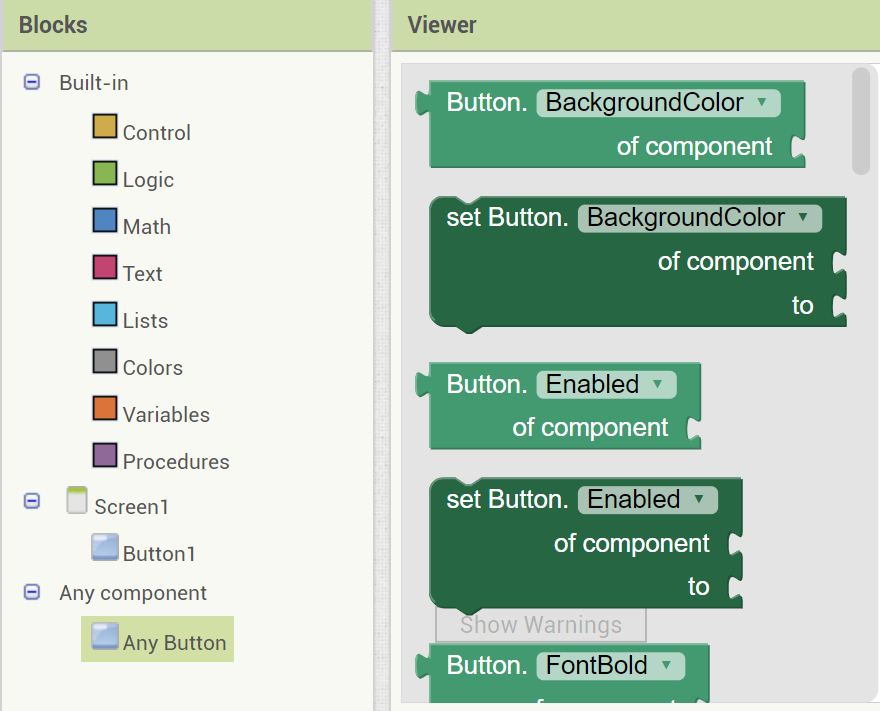 Blocks
Built-in
Control
Logic
Math
Text
Lists
Colors
Variables
Procedures
Screen1
Button1
Any component
Any Button
Viewer
Button. BackgroundColor
of component
set Button. BackgroundColor
of component
to
Button. Enabled
of component
set Button. Enabled
of component
to
Show Warnings
Button. FontBold